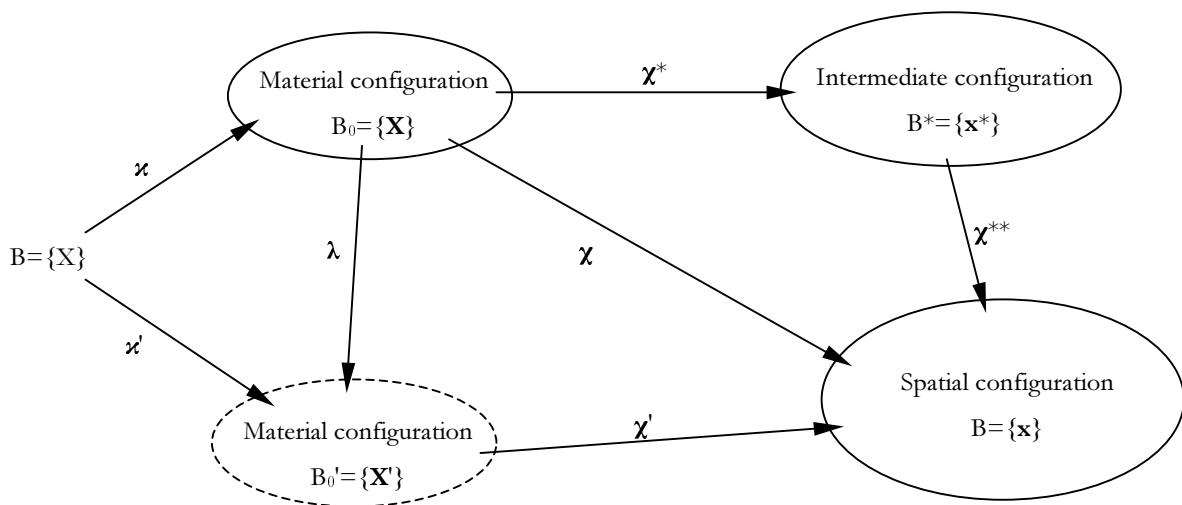 Material configuration
B₀={X}
χ*
Intermediate configuration
B*={x*}
ϰ
B={X}
λ
χ
χ**
ϰ'
Spatial configuration
B={x}
Material configuration
B₀'={X'}
χ'